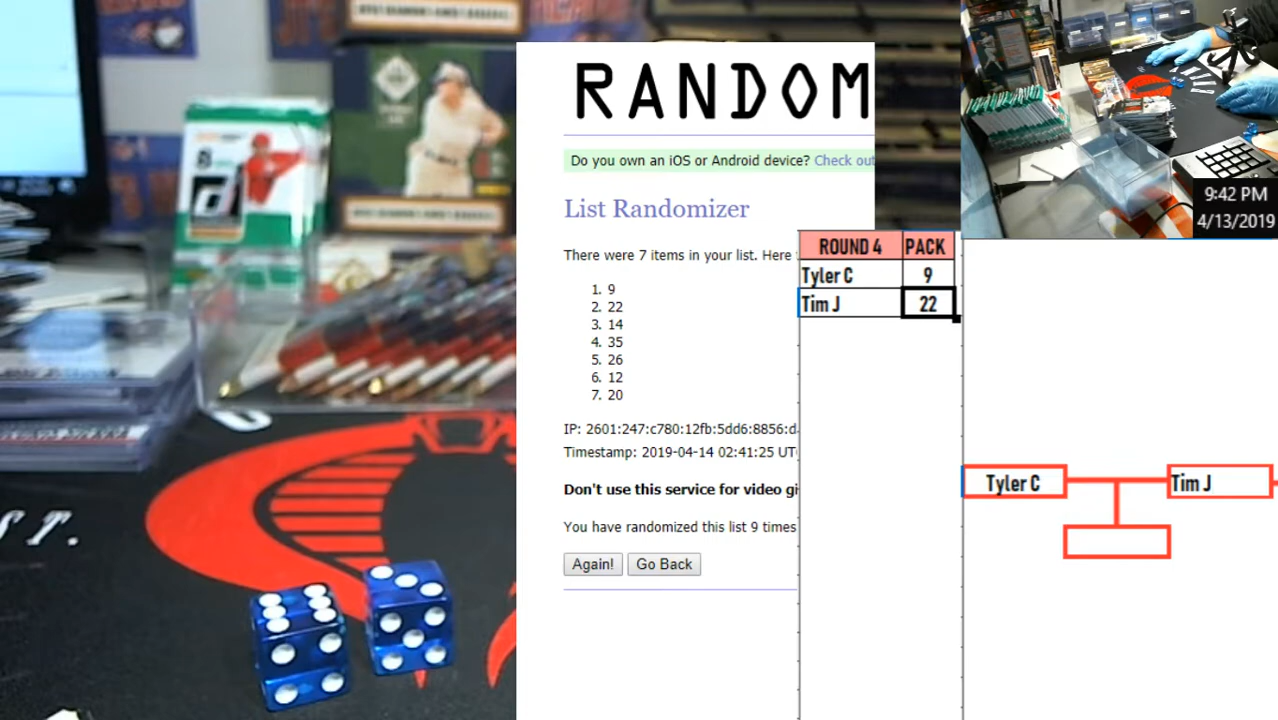 RANDOM
Do you own an iOS or Android device? Check out
List Randomizer
There were 7 items in your list. Here
1. 9
2. 22
3. 14
4. 35
5. 26
6. 12
7. 20
IP: 2601:247:c780:12fb:5dd6:8856:d
Timestamp: 2019-04-14 02:41:25 UT
Don't use this service for video gi
You have randomized this list 9 times
Again! Go Back
ROUND 4 PACK
Tyler C 9
Tim J 22
9:42 PM
4/13/2019
Tyler C Tim J
ST.